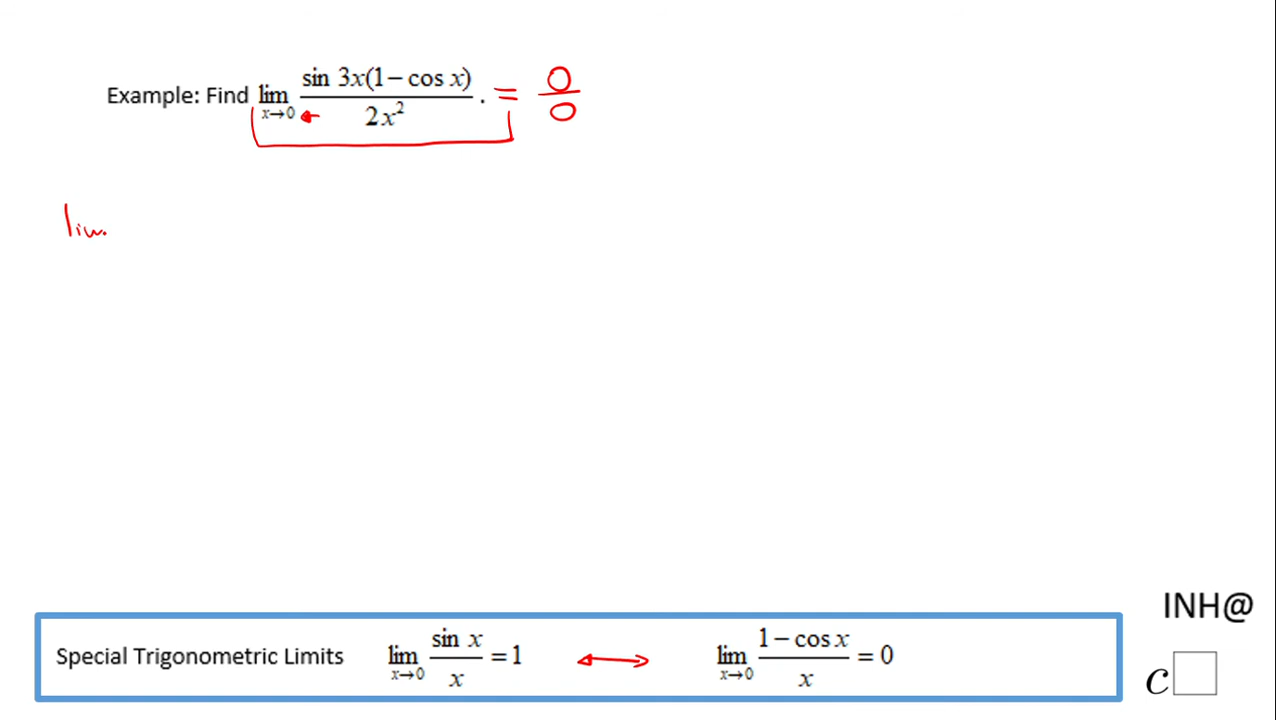 Example: Find lim x→0 sin 3x(1−cos x) / 2x² . = 0/0
lim
INH@
Special Trigonometric Limits lim x→0 sin x / x = 1 ↔ lim x→0 1−cos x / x = 0
c□